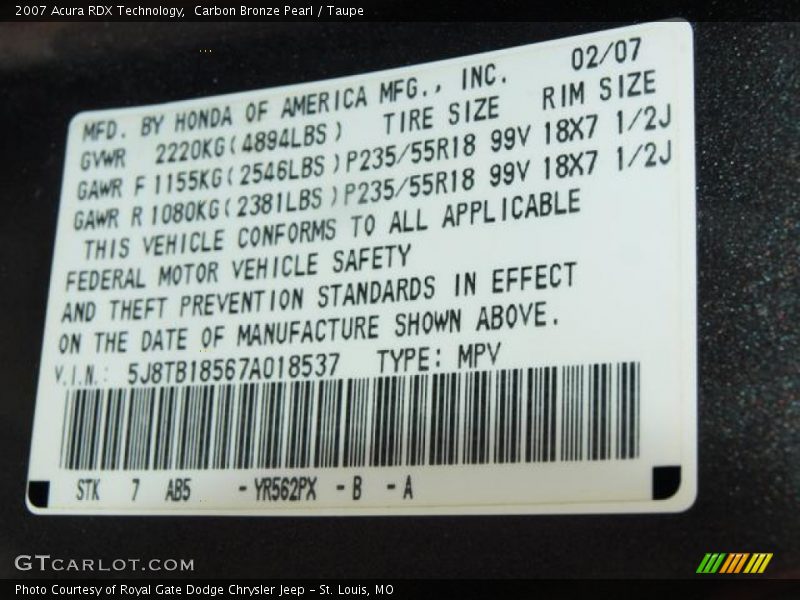 2007 Acura RDX Technology,  Carbon Bronze Pearl / Taupe
02/07
MFD. BY HONDA OF AMERICA MFG., INC.
GVWR 2220KG(4894LBS) TIRE SIZE RIM SIZE
GAWR F 1155KG(2546LBS) P235/55R18 99V 18X7 1/2J
GAWR R 1080KG(2381LBS) P235/55R18 99V 18X7 1/2J
THIS VEHICLE CONFORMS TO ALL APPLICABLE
FEDERAL MOTOR VEHICLE SAFETY
AND THEFT PREVENTION STANDARDS IN EFFECT
ON THE DATE OF MANUFACTURE SHOWN ABOVE.
V.I.N.: 5J8TB18567A018537 TYPE: MPV
STK 7 AB5 - YR562PX - B - A
GTCARLOT.COM
Photo Courtesy of Royal Gate Dodge Chrysler Jeep - St. Louis, MO